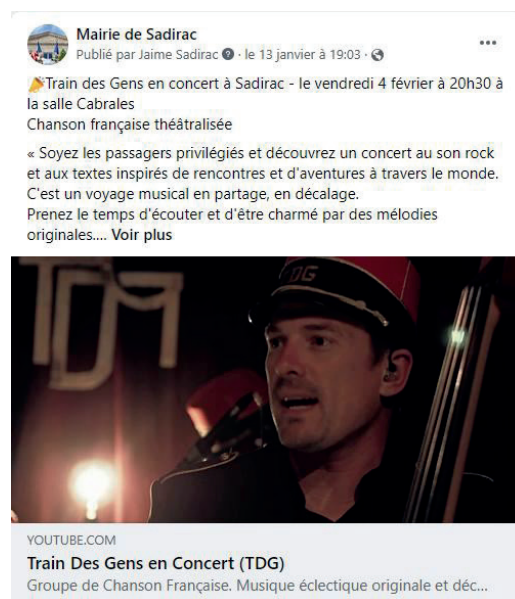 Mairie de Sadirac
Publié par Jaime Sadirac · le 13 janvier à 19:03 ·
Train des Gens en concert à Sadirac - le vendredi 4 février à 20h30 à
la salle Cabrales
Chanson française théâtralisée
« Soyez les passagers privilégiés et découvrez un concert au son rock
et aux textes inspirés de rencontres et d'aventures à travers le monde.
C'est un voyage musical en partage, en décalage.
Prenez le temps d'écouter et d'être charmé par des mélodies
originales.... Voir plus
TDG
DG
YOUTUBE.COM
Train Des Gens en Concert (TDG)
Groupe de Chanson Française. Musique éclectique originale et déc...